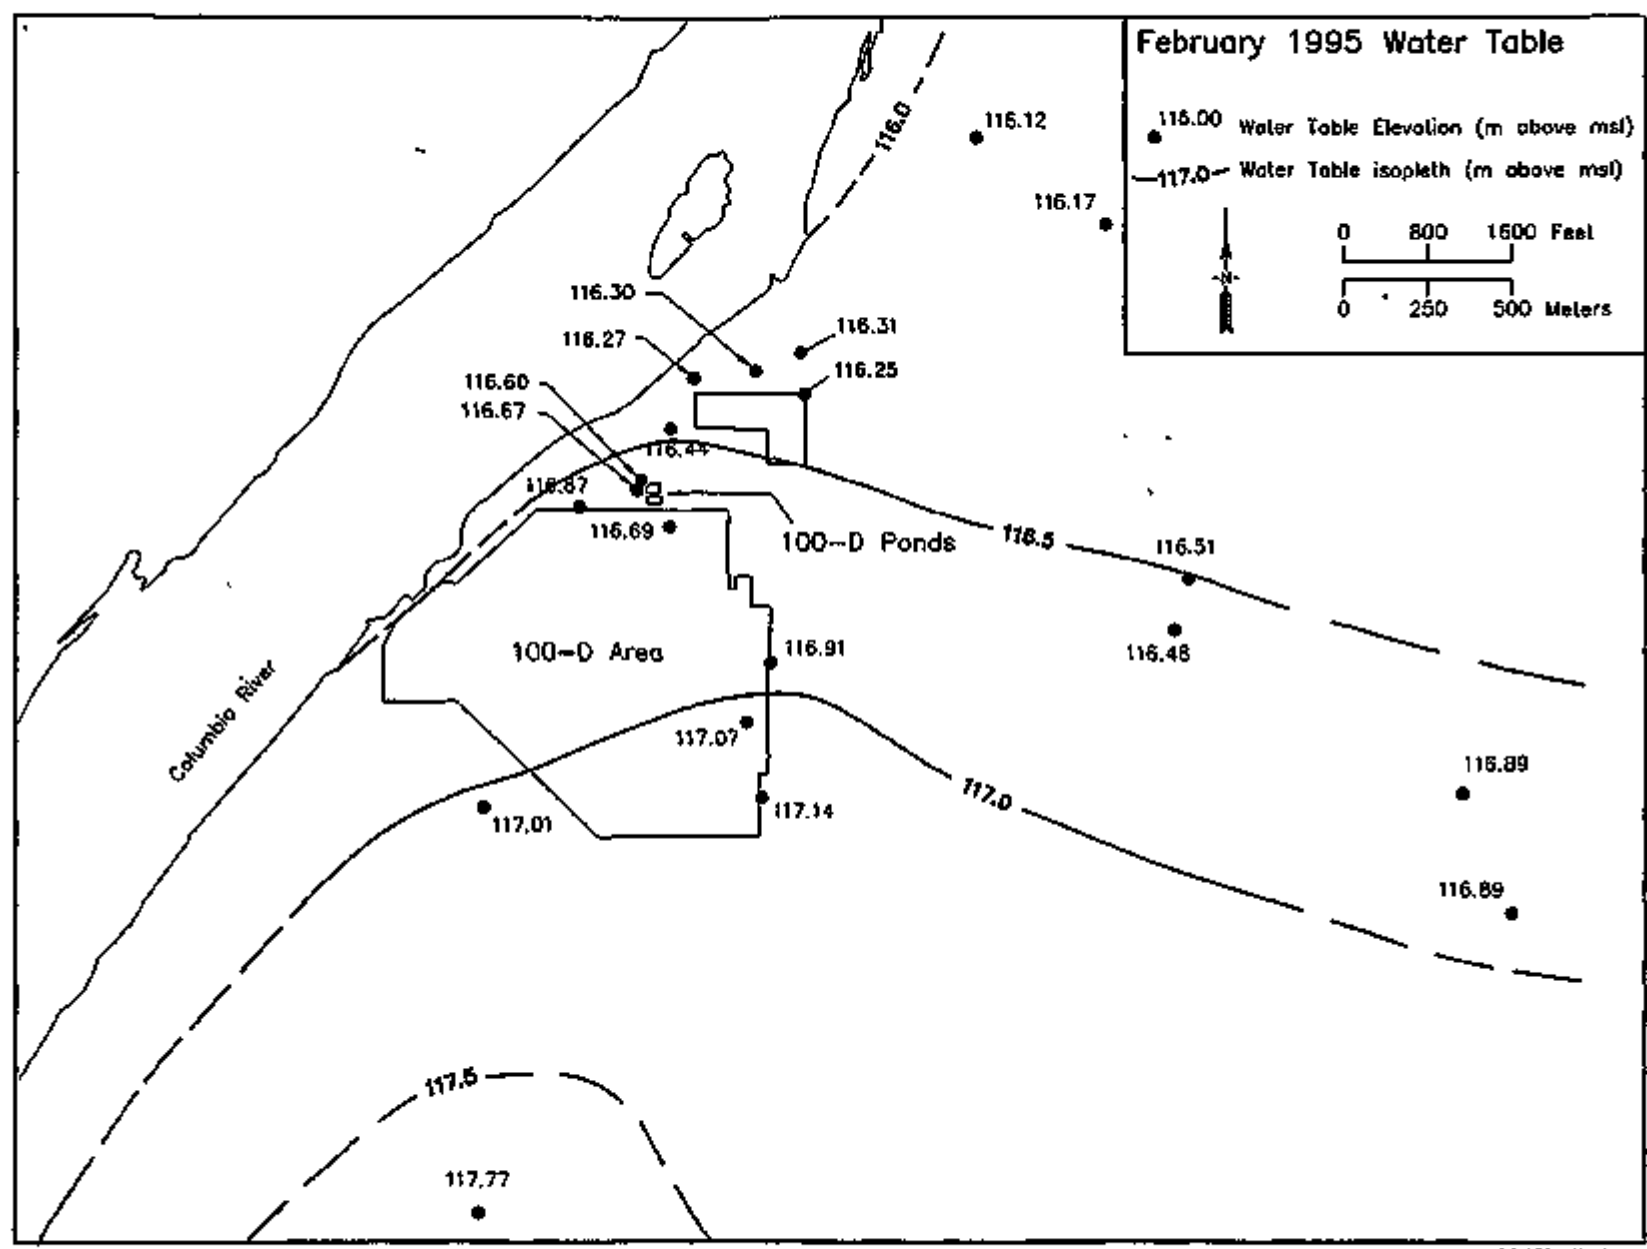 February 1995 Water Table
116.00 Water Table Elevation (m above msl)
117.0 Water Table isopleth (m above msl)
0 800 1600 Feet
N
0 250 500 Meters
116.0
116.12
116.17
116.30
116.31
116.27
116.25
116.60
116.67
116.44
116.87
116.69
100-D Ponds
116.5
116.51
116.48
100-D Area
116.91
Columbia River
117.07
116.89
117.0
117.01
117.14
116.89
117.5
117.77